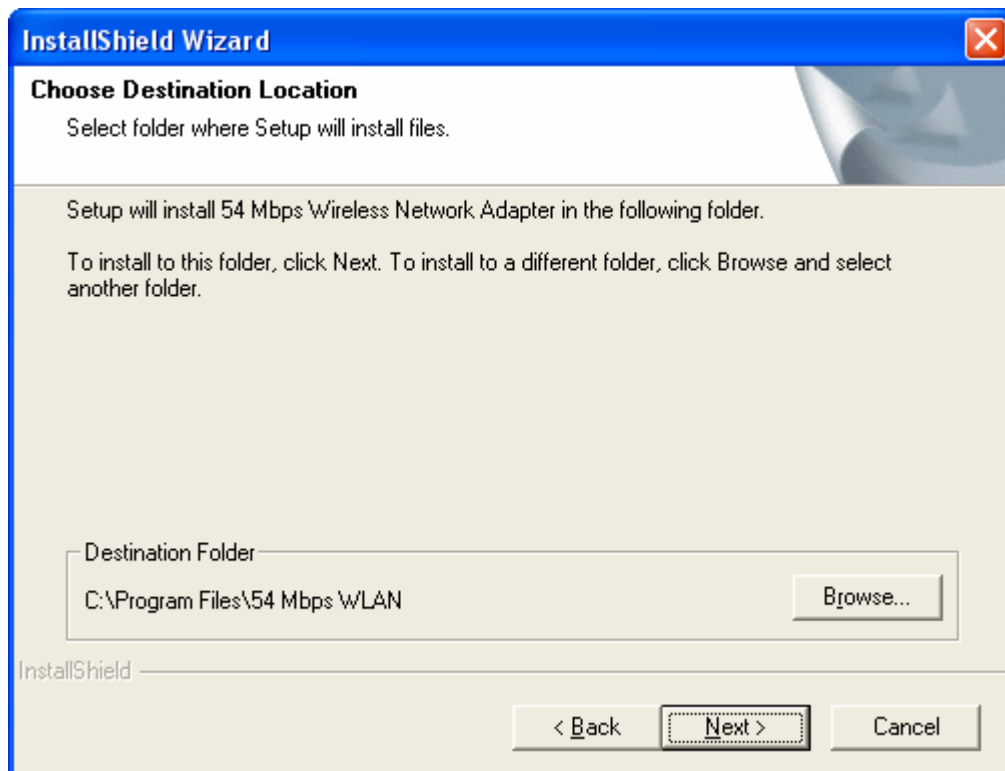 InstallShield Wizard
Choose Destination Location
Select folder where Setup will install files.
Setup will install 54 Mbps Wireless Network Adapter in the following folder.
To install to this folder, click Next. To install to a different folder, click Browse and select
another folder.
Destination Folder
C:\Program Files\54 Mbps WLAN
Browse...
InstallShield
< Back
Next >
Cancel